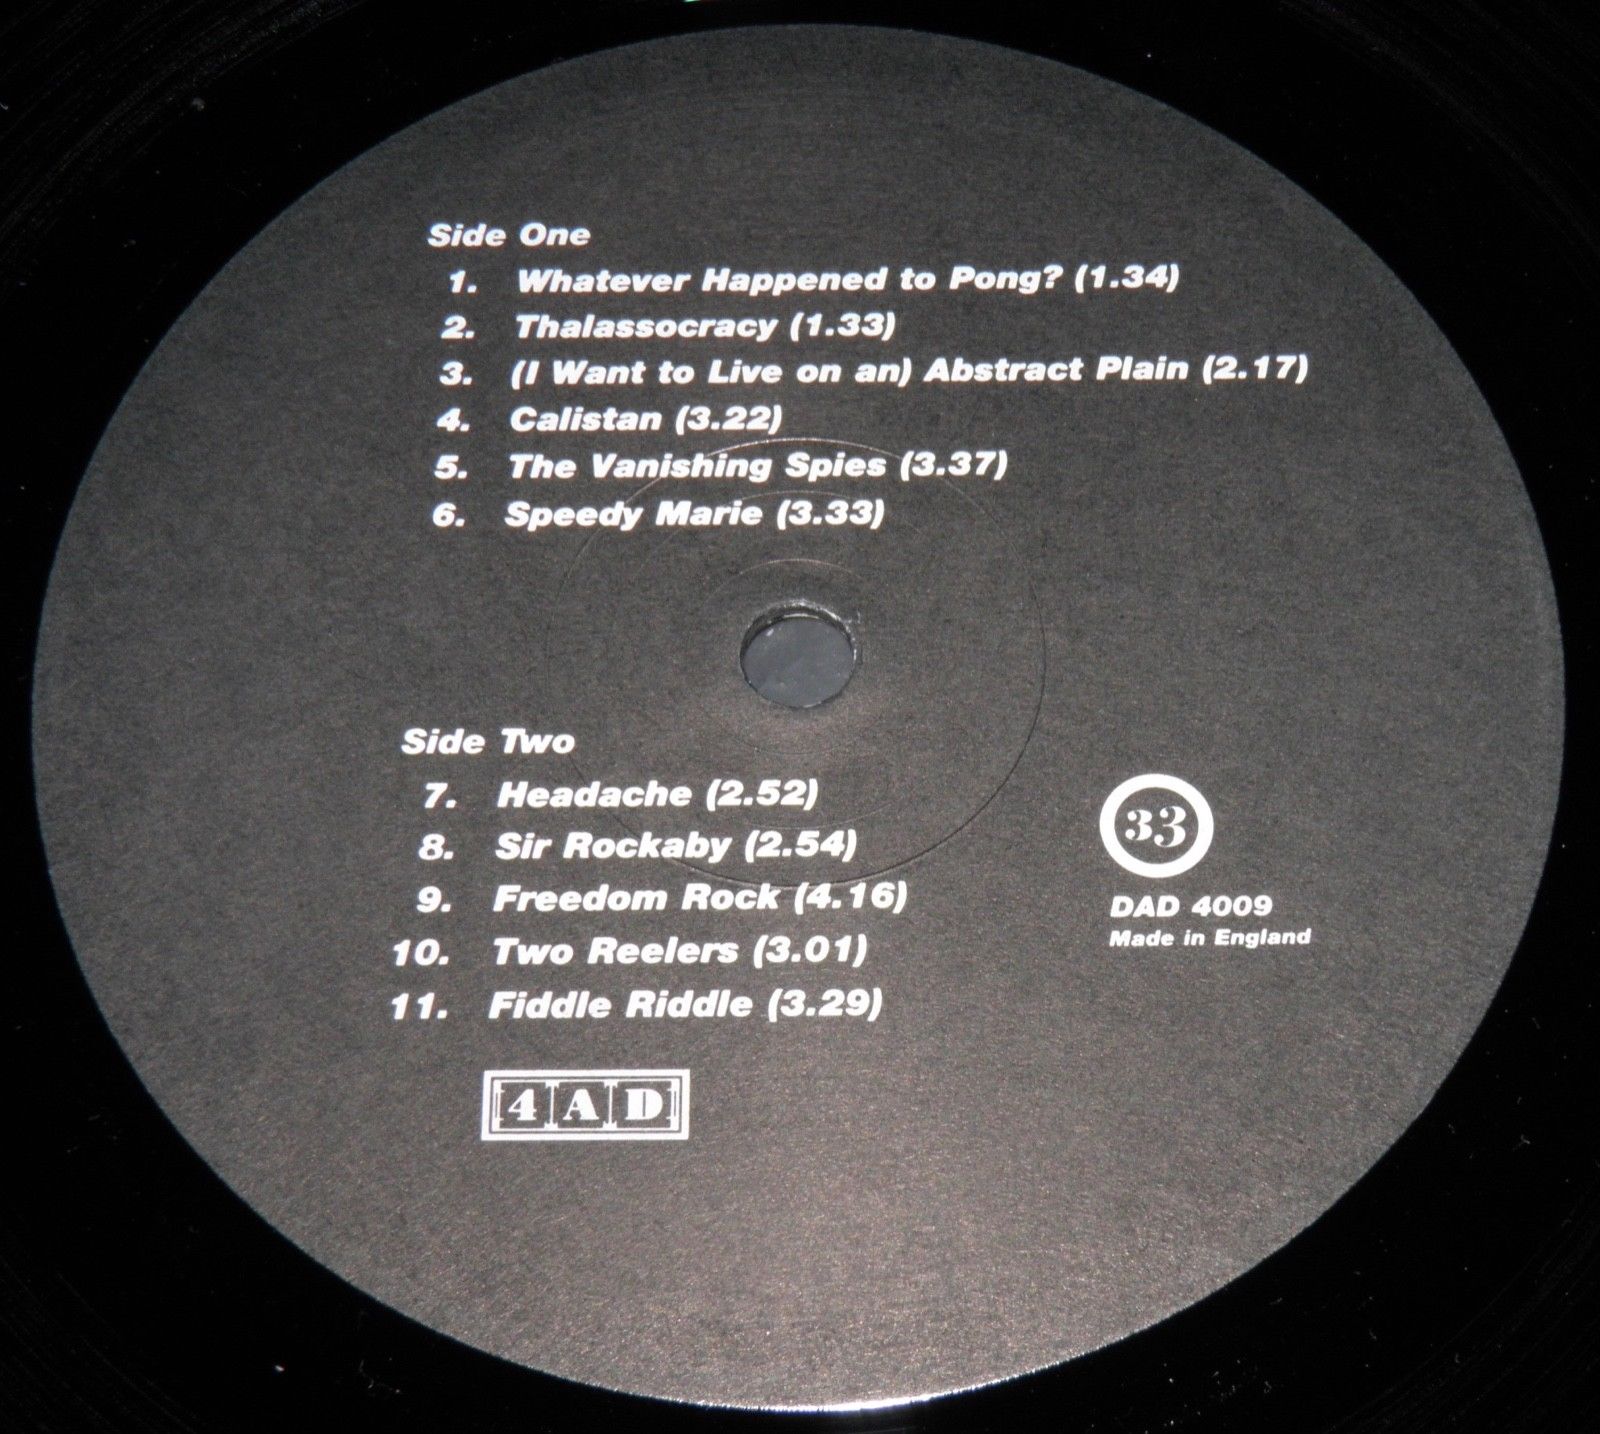 Side One
1. Whatever Happened to Pong? (1.34)
2. Thalassocracy (1.33)
3. (I Want to Live on an) Abstract Plain (2.17)
4. Calistan (3.22)
5. The Vanishing Spies (3.37)
6. Speedy Marie (3.33)
Side Two
7. Headache (2.52)
8. Sir Rockaby (2.54)
9. Freedom Rock (4.16)
10. Two Reelers (3.01)
11. Fiddle Riddle (3.29)
33
DAD 4009
Made in England
4AD